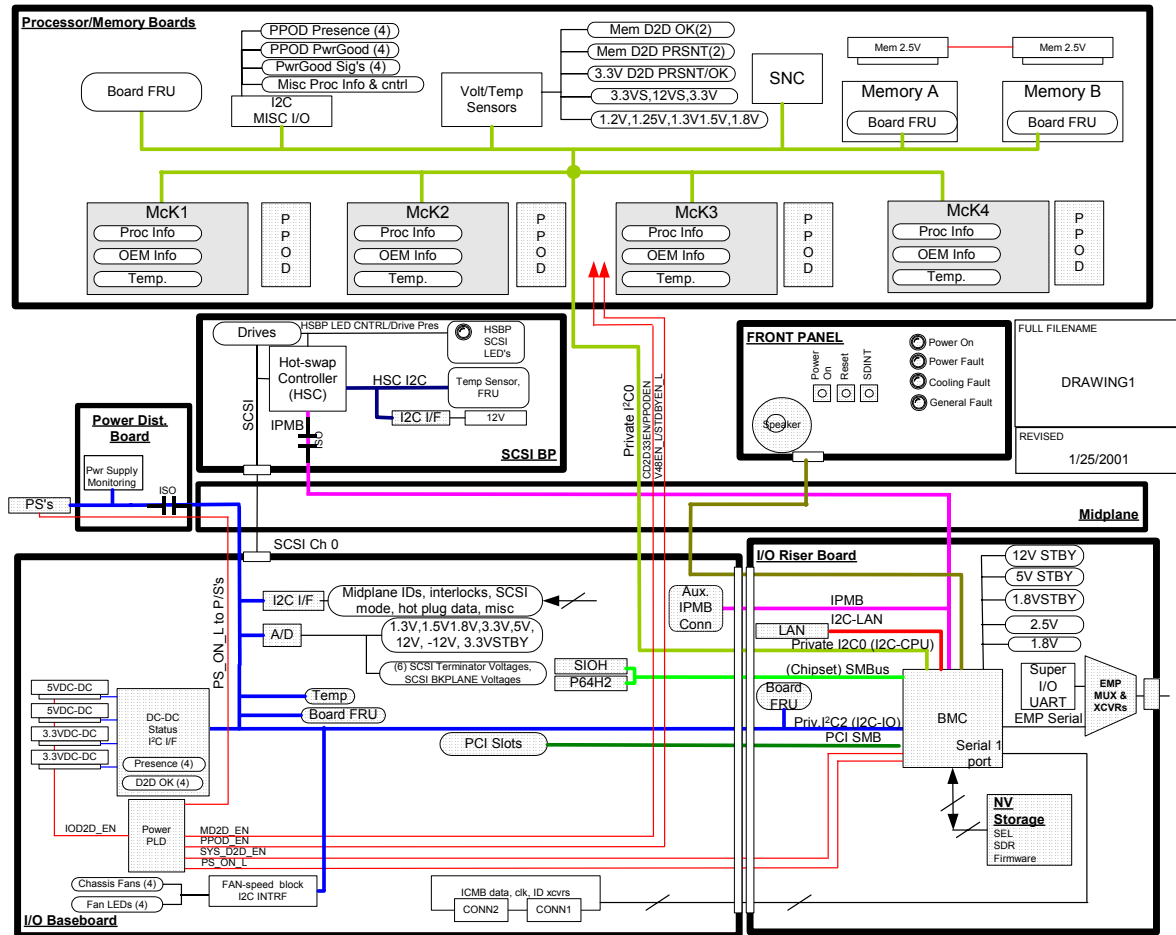 Processor/Memory Boards
PPOD Presence (4)
PPOD PwrGood (4)
PwrGood Sig's (4)
Misc Proc Info & cntrl
I2C
MISC I/O
Board FRU
Volt/Temp
Sensors
Mem D2D OK(2)
Mem D2D PRSNT(2)
3.3V D2D PRSNT/OK
3.3VS,12VS,3.3V
1.2V,1.25V,1.3V1.5V,1.8V
SNC
Mem 2.5V
Mem 2.5V
Memory A
Board FRU
Memory B
Board FRU
McK1
Proc Info
OEM Info
Temp.
PPOD
McK2
Proc Info
OEM Info
Temp.
PPOD
McK3
Proc Info
OEM Info
Temp.
PPOD
McK4
Proc Info
OEM Info
Temp.
PPOD
Drives
HSBP LED CNTRL/Drive Pres
HSBP
SCSI
LED's
Hot-swap
Controller
(HSC)
HSC I2C
Temp Sensor,
FRU
I2C I/F
12V
SCSI
IPMB
ISO
SCSI BP
Private I²C0
CD2D33EN/PPODEN
V48EN_L/STDBYEN_L
FRONT PANEL
Power
On
Reset
SDINT
Power On
Power Fault
Cooling Fault
General Fault
Speaker
FULL FILENAME
DRAWING1
REVISED
1/25/2001
Power Dist.
Board
Pwr Supply
Monitoring
ISO
PS's
Midplane
SCSI Ch 0
PS_ON_L to P/S's
I2C I/F
Midplane IDs, interlocks, SCSI
mode, hot plug data, misc
A/D
1.3V,1.5V1.8V,3.3V,5V,
12V, -12V, 3.3VSTBY
(6) SCSI Terminator Voltages,
SCSI BKPLANE Voltages
Temp
Board FRU
5VDC-DC
5VDC-DC
3.3VDC-DC
3.3VDC-DC
DC-DC
Status
I²C I/F
Presence (4)
D2D OK (4)
IOD2D_EN
Power
PLD
MD2D_EN
PPOD_EN
SYS_D2D_EN
PS_ON_L
Chassis Fans (4)
Fan LEDs (4)
FAN-speed block
I2C INTRF
I/O Baseboard
ICMB data, clk, ID xcvrs
CONN2
CONN1
Aux.
IPMB
Conn
SIOH
P64H2
PCI Slots
I/O Riser Board
IPMB
I2C-LAN
LAN
Private I2C0 (I2C-CPU)
(Chipset) SMBus
Board
FRU
Priv.I²C2 (I2C-IO)
PCI SMB
BMC
Serial 1
port
12V STBY
5V STBY
1.8VSTBY
2.5V
1.8V
Super
I/O
UART
EMP Serial
EMP
MUX &
XCVRs
NV
Storage
SEL
SDR
Firmware